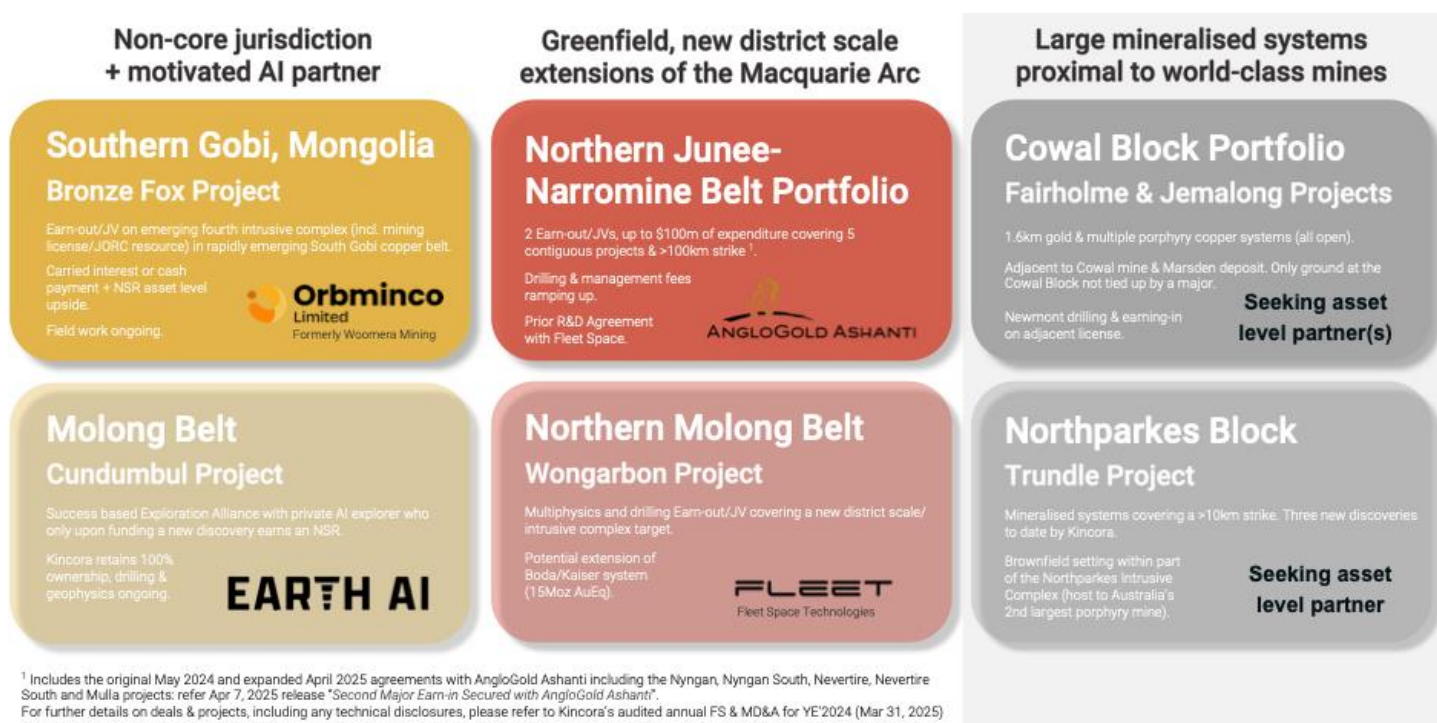 Non-core jurisdiction
+ motivated AI partner
Southern Gobi, Mongolia
Bronze Fox Project
Earn-out/JV on emerging fourth intrusive complex (incl. mining
license/JORC resource) in rapidly emerging South Gobi copper belt.
Carried interest or cash
payment + NSR asset level
upside.
Field work ongoing.
Orbminco
Limited
Formerly Woomera Mining
Molong Belt
Cundumbul Project
Success based Exploration Alliance with private AI explorer who
only upon funding a new discovery earns an NSR.
Kincora retains 100%
ownership, drilling &
geophysics ongoing.
EARTH AI
Greenfield, new district scale
extensions of the Macquarie Arc
Northern Junee-
Narromine Belt Portfolio
2 Earn-out/JVs, up to $100m of expenditure covering 5
contiguous projects & >100km strike 1.
Drilling & management fees
ramping up.
Prior R&D Agreement
with Fleet Space.
ANGLOGOLD ASHANTI
Northern Molong Belt
Wongarbon Project
Multiphysics and drilling Earn-out/JV covering a new district scale/
intrusive complex target.
Potential extension of
Boda/Kaiser system
(15Moz AuEq).
FLEET
Fleet Space Technologies
Large mineralised systems
proximal to world-class mines
Cowal Block Portfolio
Fairholme & Jemalong Projects
1.6km gold & multiple porphyry copper systems (all open).
Adjacent to Cowal mine & Marsden deposit. Only ground at the
Cowal Block not tied up by a major.
Newmont drilling & earning-in
on adjacent license.
Seeking asset
level partner(s)
Northparkes Block
Trundle Project
Mineralised systems covering a >10km strike. Three new discoveries
to date by Kincora.
Brownfield setting within part
of the Northparkes Intrusive
Complex (host to Australia's
2nd largest porphyry mine).
Seeking asset
level partner
1 Includes the original May 2024 and expanded April 2025 agreements with AngloGold Ashanti including the Nyngan, Nyngan South, Nevertire, Nevertire
South and Mulla projects: refer Apr 7, 2025 release "Second Major Earn-in Secured with AngloGold Ashanti".
For further details on deals & projects, including any technical disclosures, please refer to Kincora's audited annual FS & MD&A for YE'2024 (Mar 31, 2025)